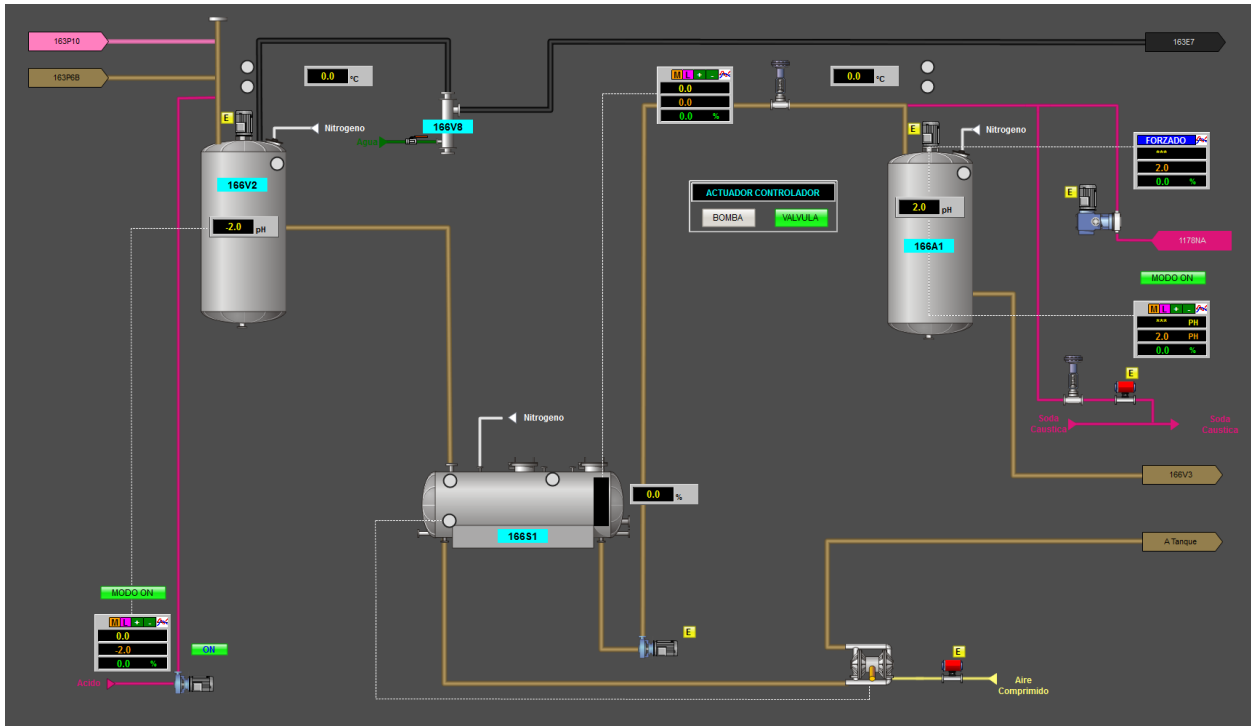 163P10
163P6B
E
0.0 °C
Nitrogeno
Agua
166V8
166V2
-2.0 pH
M L + -
0.0
0.0
0.0 %
0.0 °C
163E7
E
Nitrogeno
FORZADO
***
2.0
0.0 %
ACTUADOR CONTROLADOR
BOMBA VALVULA
2.0 pH
166A1
E
1178NA
MODO ON
M L + -
*** PH
2.0 PH
0.0 %
E
Soda
Caustica
Soda
Caustica
Nitrogeno
0.0 %
166S1
166V3
A Tanque
MODO ON
M L + -
0.0
-2.0
0.0 %
ON
E
E
Aire
Comprimido